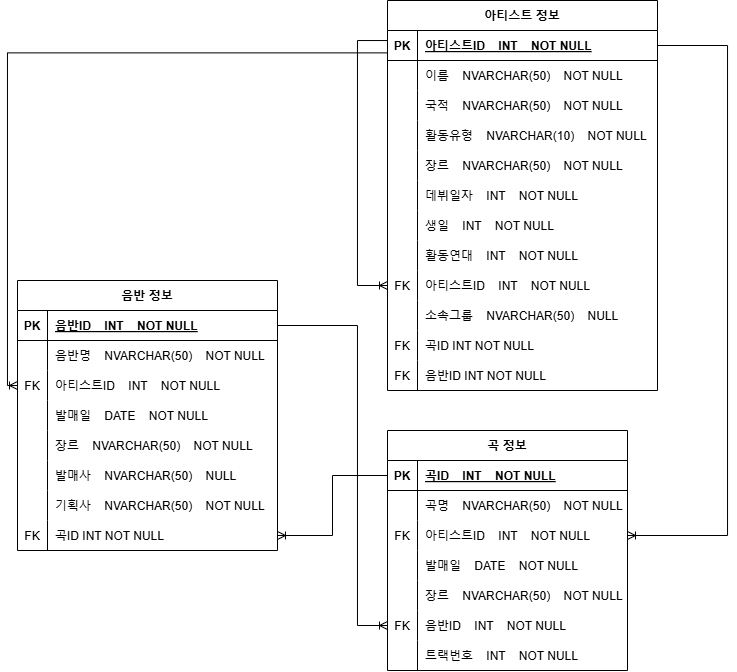 아티스트 정보
PK 아티스트ID INT NOT NULL
이름 NVARCHAR(50) NOT NULL
국적 NVARCHAR(50) NOT NULL
활동유형 NVARCHAR(10) NOT NULL
장르 NVARCHAR(50) NOT NULL
데뷔일자 INT NOT NULL
생일 INT NOT NULL
활동연대 INT NOT NULL
FK 아티스트ID INT NOT NULL
소속그룹 NVARCHAR(50) NULL
FK 곡ID INT NOT NULL
FK 음반ID INT NOT NULL
음반 정보
PK 음반ID INT NOT NULL
음반명 NVARCHAR(50) NOT NULL
FK 아티스트ID INT NOT NULL
발매일 DATE NOT NULL
장르 NVARCHAR(50) NOT NULL
발매사 NVARCHAR(50) NULL
기획사 NVARCHAR(50) NOT NULL
FK 곡ID INT NOT NULL
곡 정보
PK 곡ID INT NOT NULL
곡명 NVARCHAR(50) NOT NULL
FK 아티스트ID INT NOT NULL
발매일 DATE NOT NULL
장르 NVARCHAR(50) NOT NULL
FK 음반ID INT NOT NULL
트랙번호 INT NOT NULL